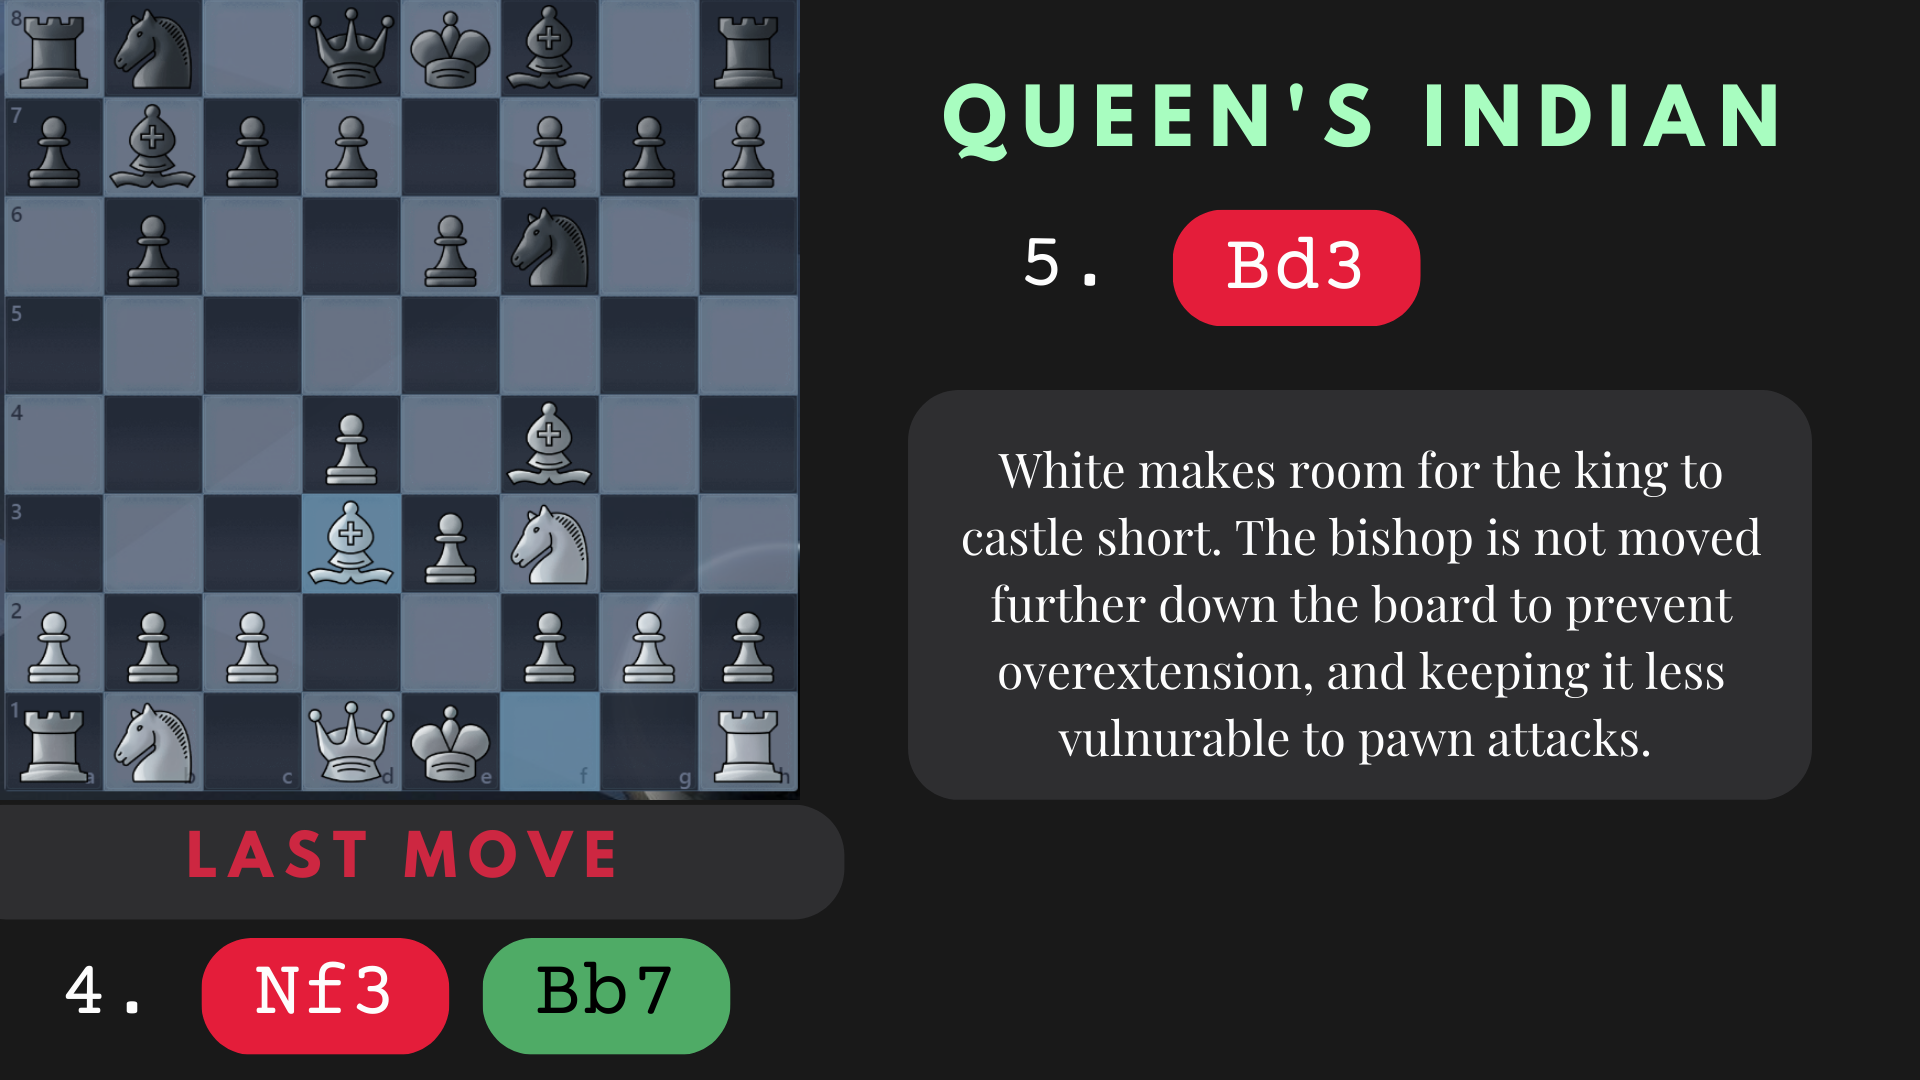 8
7
6
5
4
3
2
1
a b c d e f g h
QUEEN'S INDIAN
5. Bd3
White makes room for the king to
castle short. The bishop is not moved
further down the board to prevent
overextension, and keeping it less
vulnurable to pawn attacks.
LAST MOVE
4. Nf3 Bb7